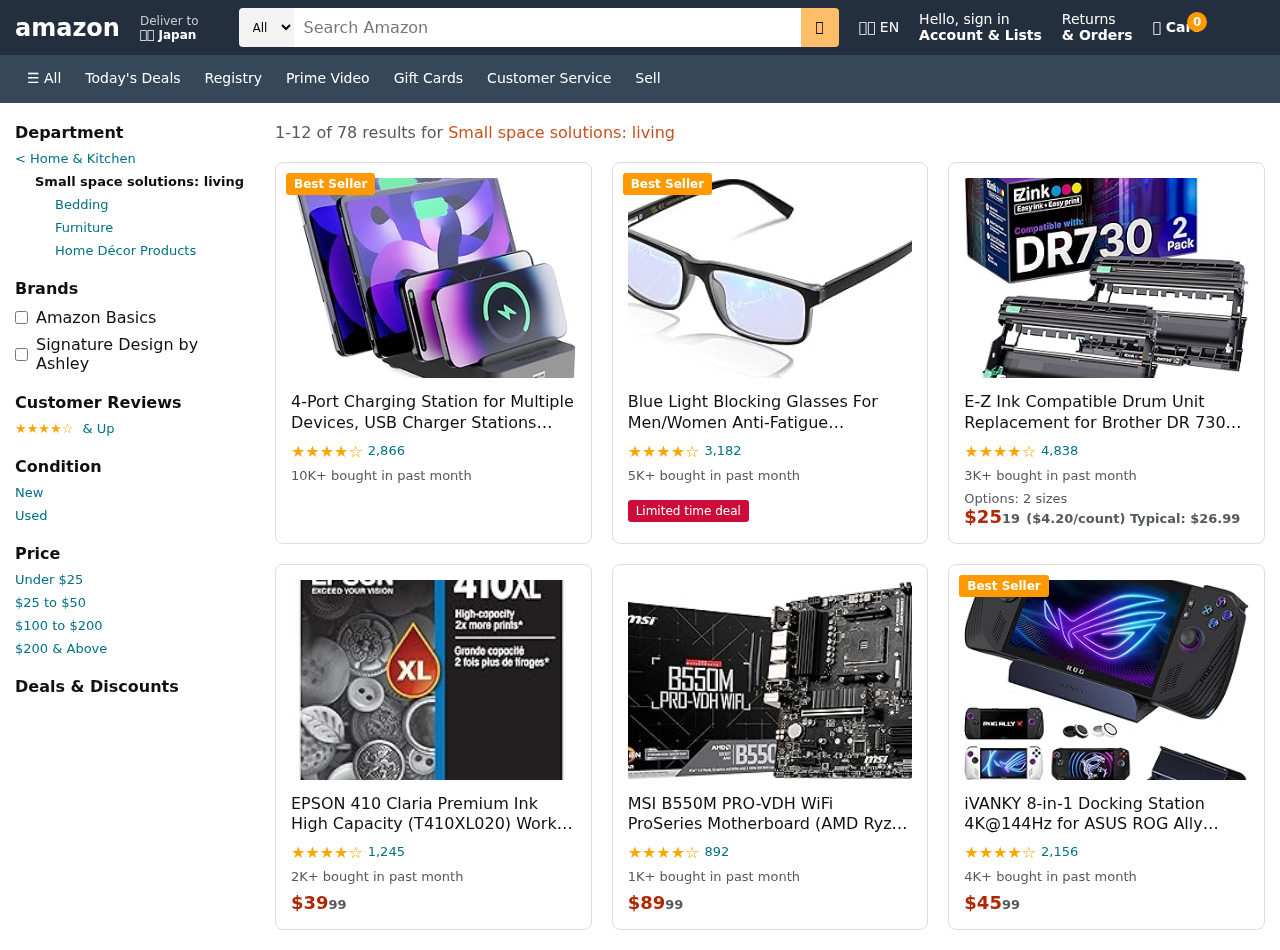 amazon
Deliver to
Japan
All
Search Amazon
EN
Hello, sign in
Account & Lists
Returns
& Orders
0
☰ All
Today's Deals
Registry
Prime Video
Gift Cards
Customer Service
Sell
Department
< Home & Kitchen
Small space solutions: living
Bedding
Furniture
Home Décor Products
Brands
Amazon Basics
Signature Design by
Ashley
Customer Reviews
★★★★☆ & Up
Condition
New
Used
Price
Under $25
$25 to $50
$100 to $200
$200 & Above
Deals & Discounts
1-12 of 78 results for Small space solutions: living
Best Seller
4-Port Charging Station for Multiple
Devices, USB Charger Stations…
★★★★☆ 2,866
10K+ bought in past month
Best Seller
Blue Light Blocking Glasses For
Men/Women Anti-Fatigue…
★★★★☆ 3,182
5K+ bought in past month
Limited time deal
EZink
Easy ink • Easy print
Compatible with:
DR730
2
Pack
E-Z Ink Compatible Drum Unit
Replacement for Brother DR 730…
★★★★☆ 4,838
3K+ bought in past month
Options: 2 sizes
$25 19 ($4.20/count) Typical: $26.99
EPSON
EXCEED YOUR VISION
410XL
High-capacity
2x more prints*
Grande capacité
2 fois plus de tirages*
XL
EPSON 410 Claria Premium Ink
High Capacity (T410XL020) Work…
★★★★☆ 1,245
2K+ bought in past month
$39 99
msi
B550M
PRO-VDH WIFI
AMD
B550
msi
MSI B550M PRO-VDH WiFi
ProSeries Motherboard (AMD Ryz…
★★★★☆ 892
1K+ bought in past month
$89 99
Best Seller
ROG
iVANKY
ROG ALLY X
iVANKY 8-in-1 Docking Station
4K@144Hz for ASUS ROG Ally…
★★★★☆ 2,156
4K+ bought in past month
$45 99